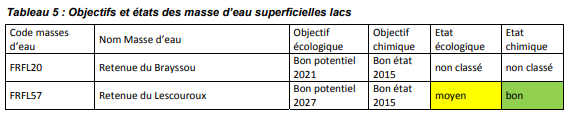 Tableau 5 : Objectifs et états des masse d'eau superficielles lacs
Code masses d'eau Nom Masse d'eau Objectif écologique Objectif chimique Etat écologique Etat chimique
FRFL20 Retenue du Brayssou Bon potentiel 2021 Bon état 2015 non classé non classé
FRFL57 Retenue du Lescouroux Bon potentiel 2027 Bon état 2015 moyen bon